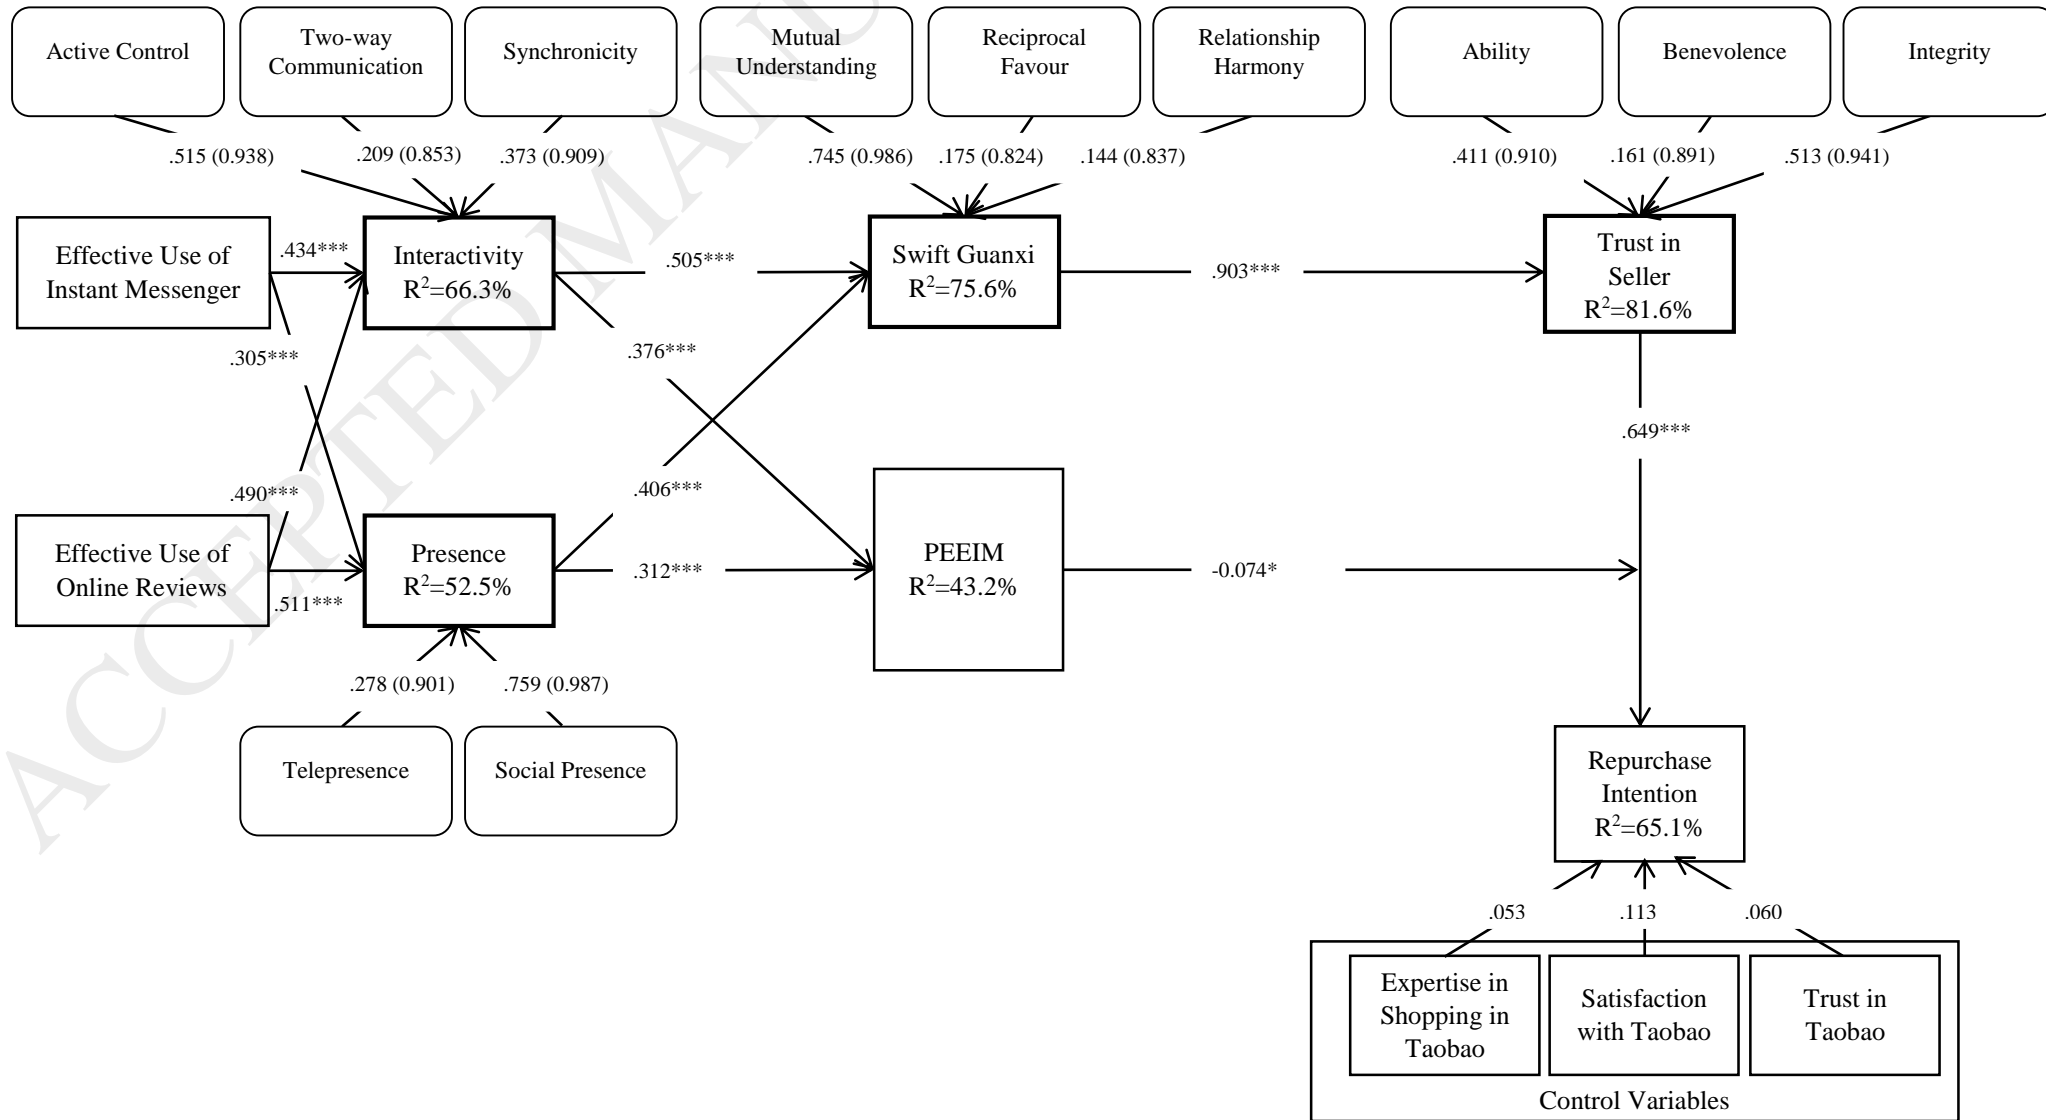 Active Control
Two-way
Communication
Synchronicity
Mutual
Understanding
Reciprocal
Favour
Relationship
Harmony
Ability
Benevolence
Integrity
.515 (0.938)
.209 (0.853)
.373 (0.909)
.745 (0.986)
.175 (0.824)
.144 (0.837)
.411 (0.910)
.161 (0.891)
.513 (0.941)
Effective Use of
Instant Messenger
.434***
Interactivity
R²=66.3%
.505***
Swift Guanxi
R²=75.6%
.903***
Trust in
Seller
R²=81.6%
.305***
.376***
.649***
.490***
.406***
Effective Use of
Online Reviews
.511***
Presence
R²=52.5%
.312***
PEEIM
R²=43.2%
-0.074*
.278 (0.901)
.759 (0.987)
Telepresence
Social Presence
Repurchase
Intention
R²=65.1%
.053
.113
.060
Expertise in
Shopping in
Taobao
Satisfaction
with Taobao
Trust in
Taobao
Control Variables
ACCEPTED MANU